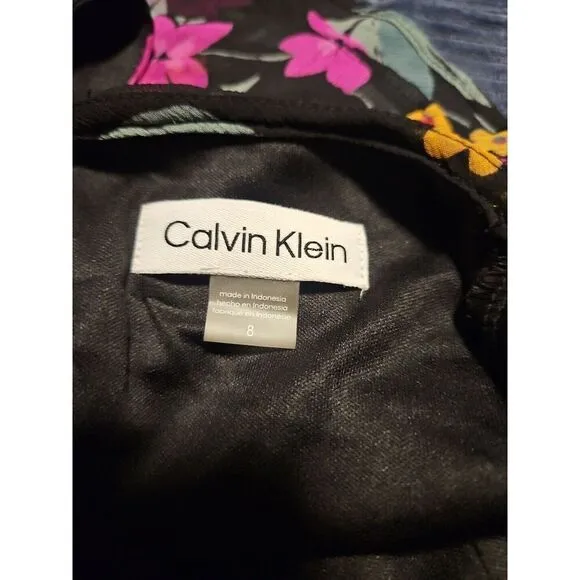 Calvin Klein
made in Indonesia
hecho en Indonesia
fabriqué en Indonésie
8